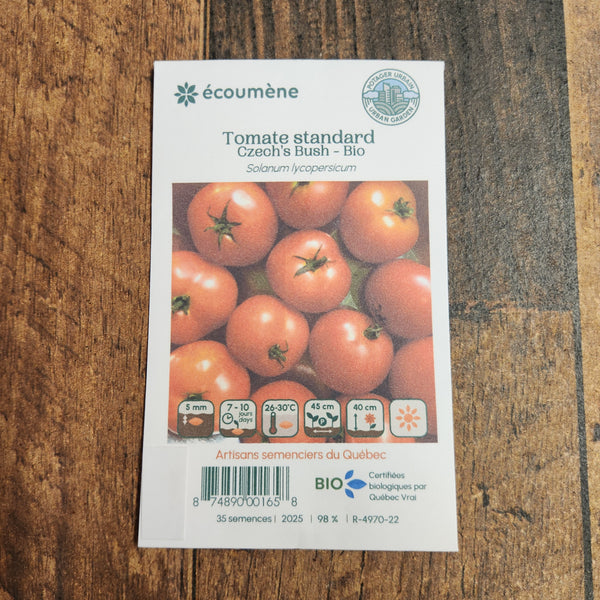 écoumène
POTAGER URBAIN
URBAN GARDEN
Tomate standard
Czech's Bush - Bio
Solanum lycopersicum
5 mm
7 - 10
jours
days
26-30°C
45 cm
P
40 cm
Artisans semenciers du Québec
8 74890 00165 8
BIO
Certifiées
biologiques par
Québec Vrai
35 semences | 2025 | 98 % | R-4970-22